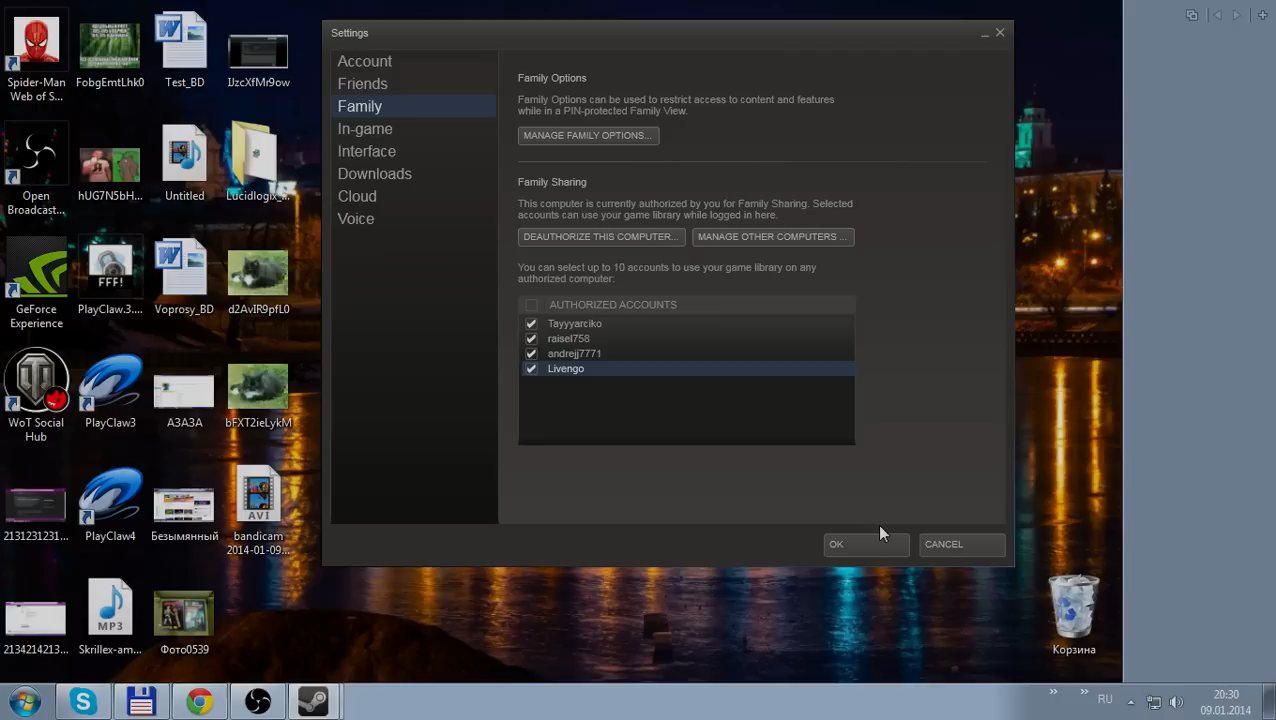 Settings
Account
Friends
Family
In-game
Interface
Downloads
Cloud
Voice
Family Options
Family Options can be used to restrict access to content and features
while in a PIN-protected Family View.
MANAGE FAMILY OPTIONS...
Family Sharing
This computer is currently authorized by you for Family Sharing. Selected
accounts can use your game library while logged in here.
DEAUTHORIZE THIS COMPUTER...
MANAGE OTHER COMPUTERS ...
You can select up to 10 accounts to use your game library on any
authorized computer:
AUTHORIZED ACCOUNTS
Tayyyarciko
raisel758
andrejj7771
Livengo
OK
CANCEL
Spider-Man
Web of S...
FobgEmtLhk0
Test_BD
IJzcXfMr9ow
Open
Broadcast...
hUG7N5bH...
Untitled
Lucidlogix_...
GeForce
Experience
FFF!
PlayClaw.3....
Voprosy_BD
d2AvIR9pfL0
WoT Social
Hub
PlayClaw3
АЗАЗА
bFXT2ieLykM
2131231231...
PlayClaw4
Безымянный
AVI
bandicam
2014-01-09...
2134214213...
MP3
Skrillex-am...
Фото0539
Корзина
RU
20:30
09.01.2014